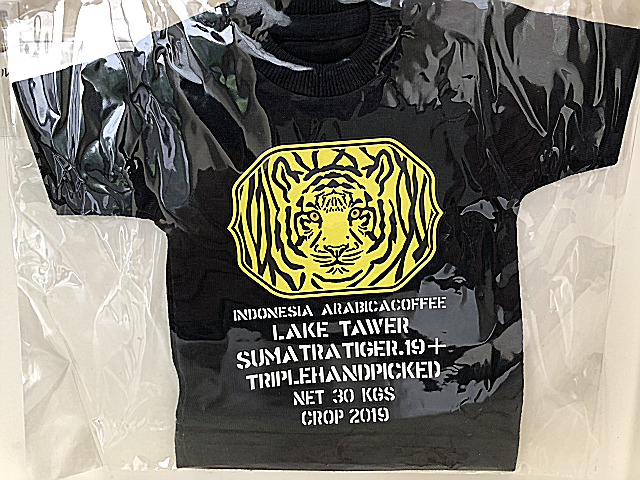 INDONESIA ARABICACOFFEE
LAKE TAWER
SUMATRATIGER.19+
TRIPLEHANDPICKED
NET 30 KGS
CROP 2019